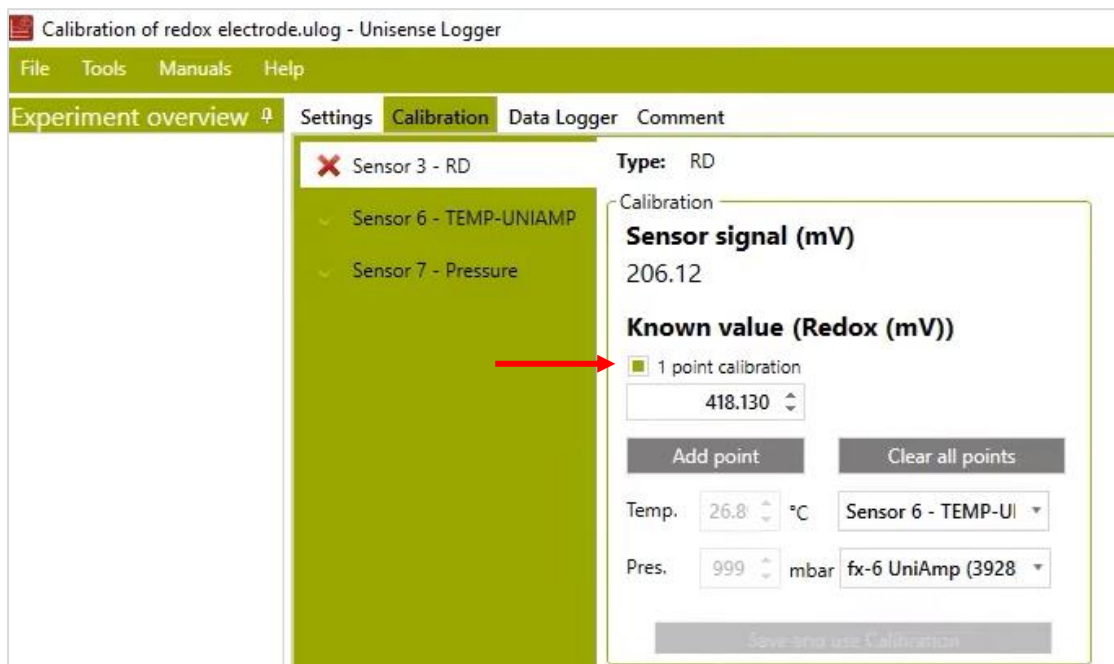 Calibration of redox electrode.ulog - Unisense Logger
File Tools Manuals Help
Experiment overview
Settings Calibration Data Logger Comment
Sensor 3 - RD
Sensor 6 - TEMP-UNIAMP
Sensor 7 - Pressure
Type: RD
Calibration
Sensor signal (mV)
206.12
Known value (Redox (mV))
1 point calibration
418.130
Add point Clear all points
Temp. 26.8 °C Sensor 6 - TEMP-UI
Pres. 999 mbar fx-6 UniAmp (3928
Save and use Calibration